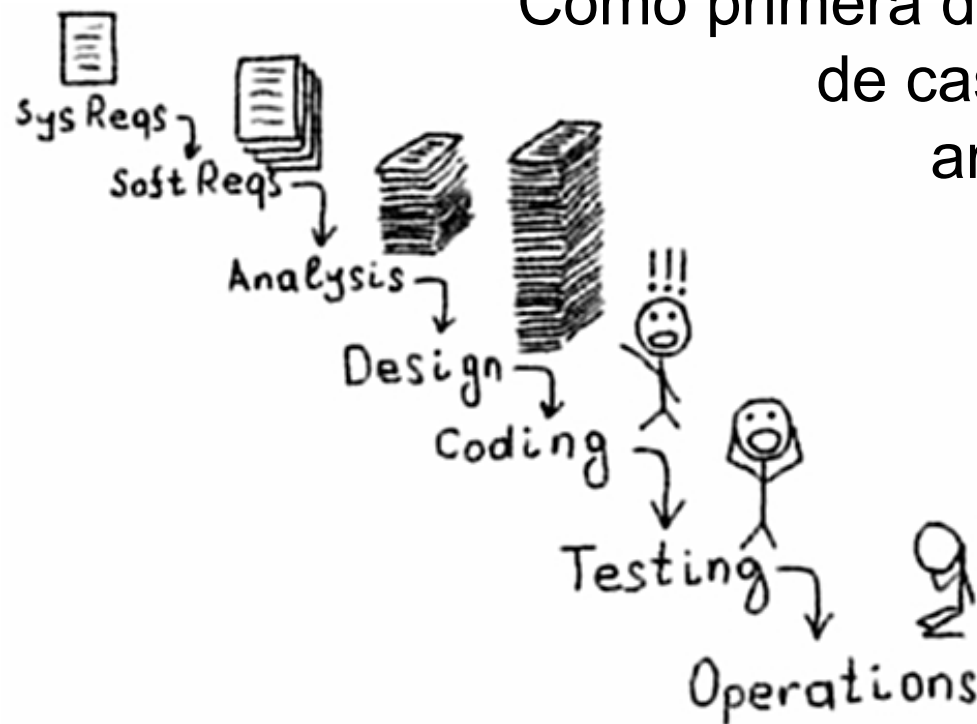 Como primera
de
sys Reqs
Soft Reqs
Analysis
!!!
Design
Coding
Testing
Operations